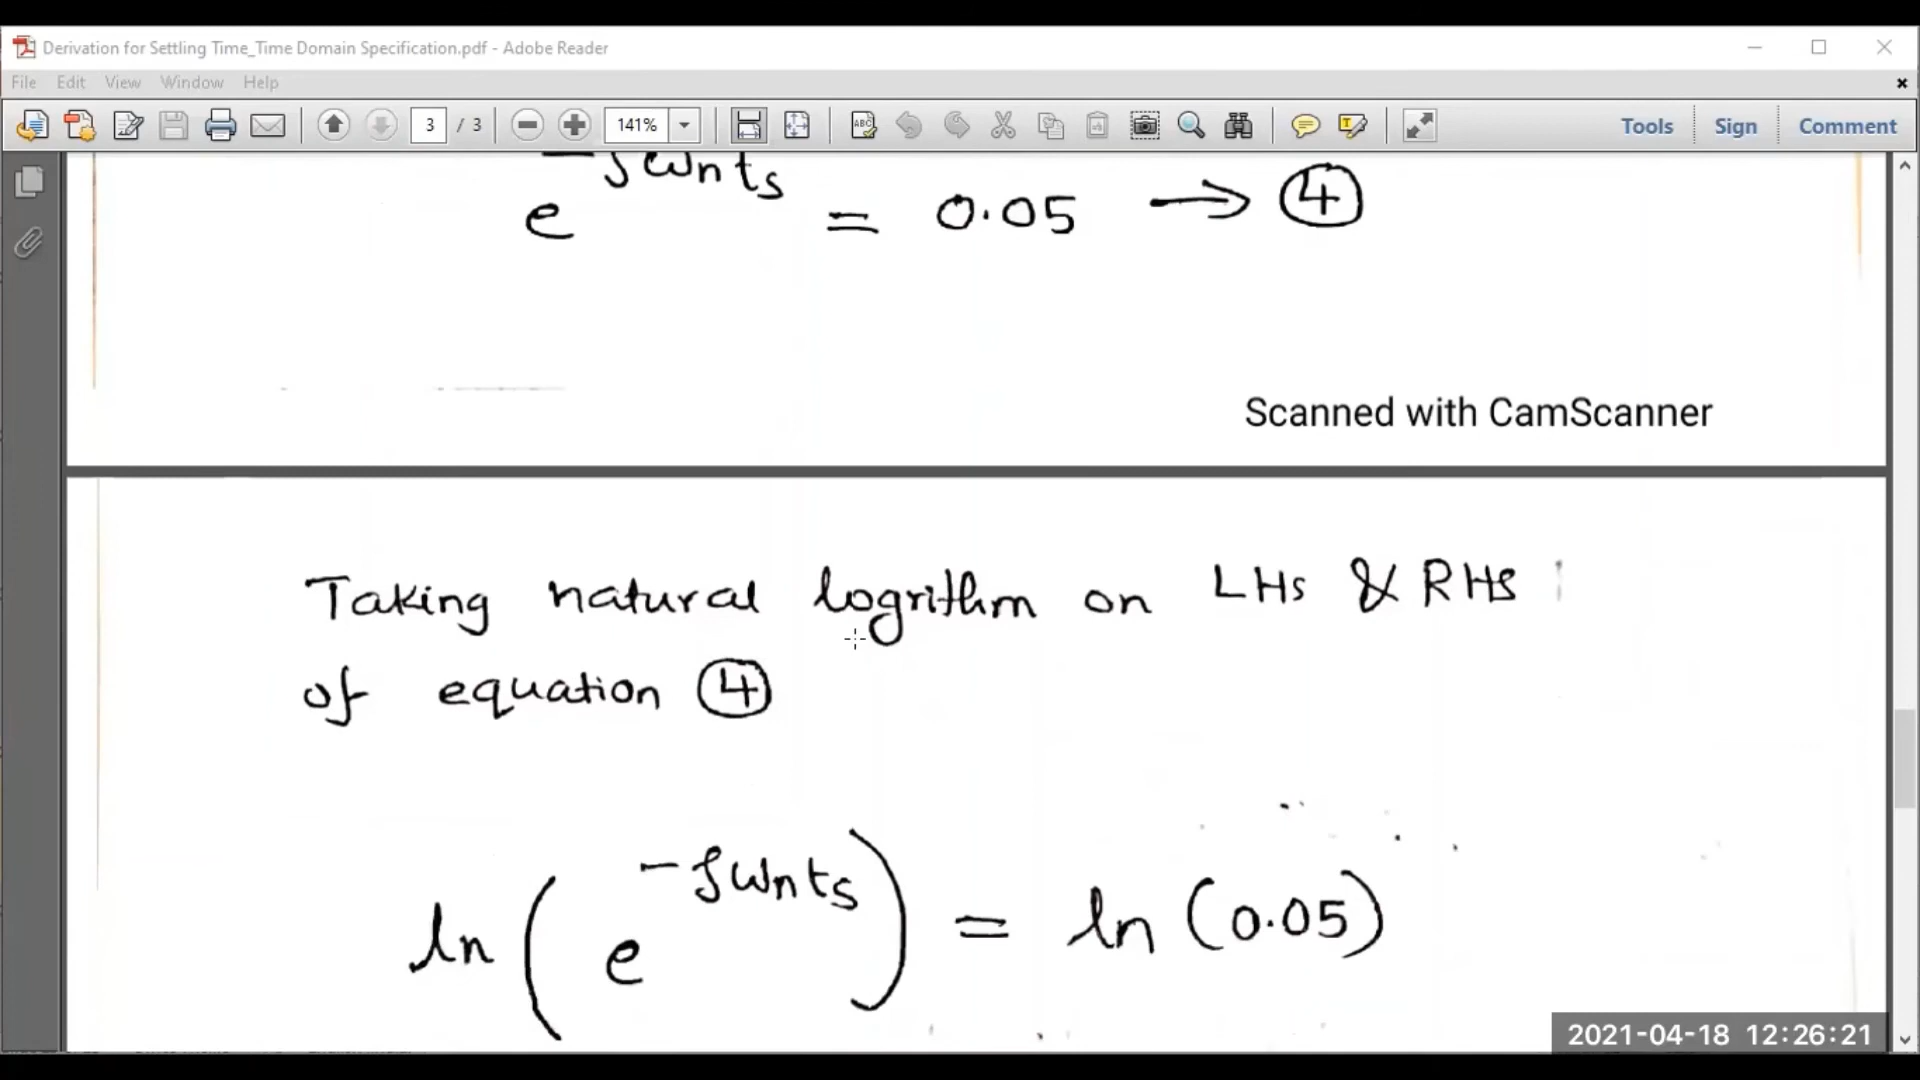 Derivation for Settling Time_Time Domain Specification.pdf - Adobe Reader
File Edit View Window Help
3 / 3 141% Tools Sign Comment
e^{-ζωnts} = 0.05 → ④
Scanned with CamScanner
Taking natural logrithm on LHS & RHS
of equation ④
ln(e^{-ζωnts}) = ln(0.05)
2021-04-18 12:26:21